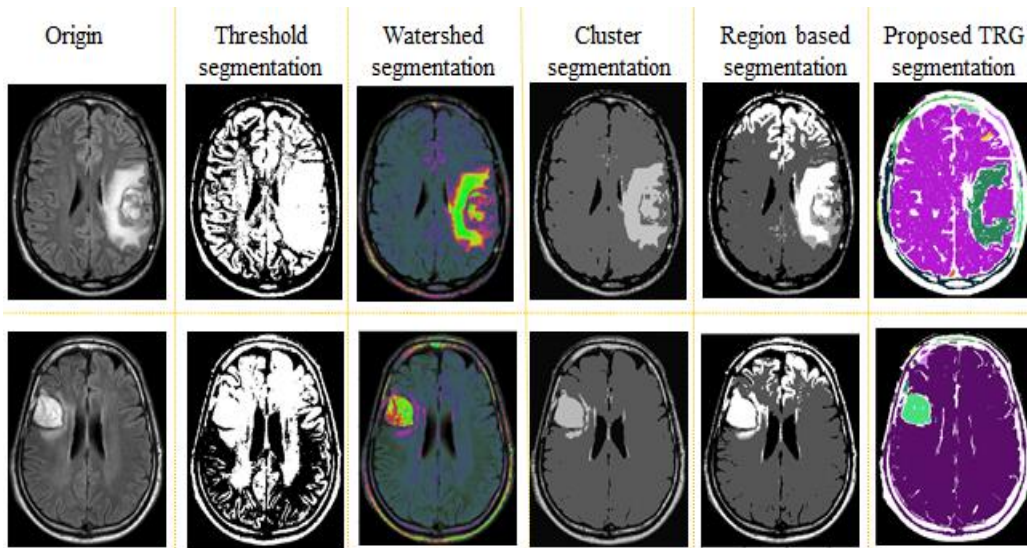 Origin
Threshold
segmentation
Watershed
segmentation
Cluster
segmentation
Region based
segmentation
Proposed TRG
segmentation